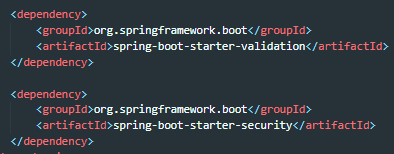 <dependency>
<groupId>org.springframework.boot</groupId>
<artifactId>spring-boot-starter-validation</artifactId>
</dependency>
<dependency>
<groupId>org.springframework.boot</groupId>
<artifactId>spring-boot-starter-security</artifactId>
</dependency>